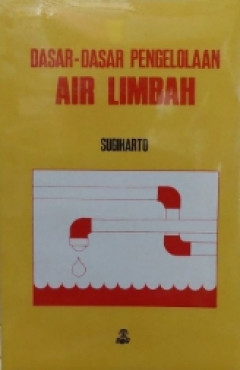 DASAR-DASAR PENGELOLAAN
AIR LIMBAH
SUGIHARTO